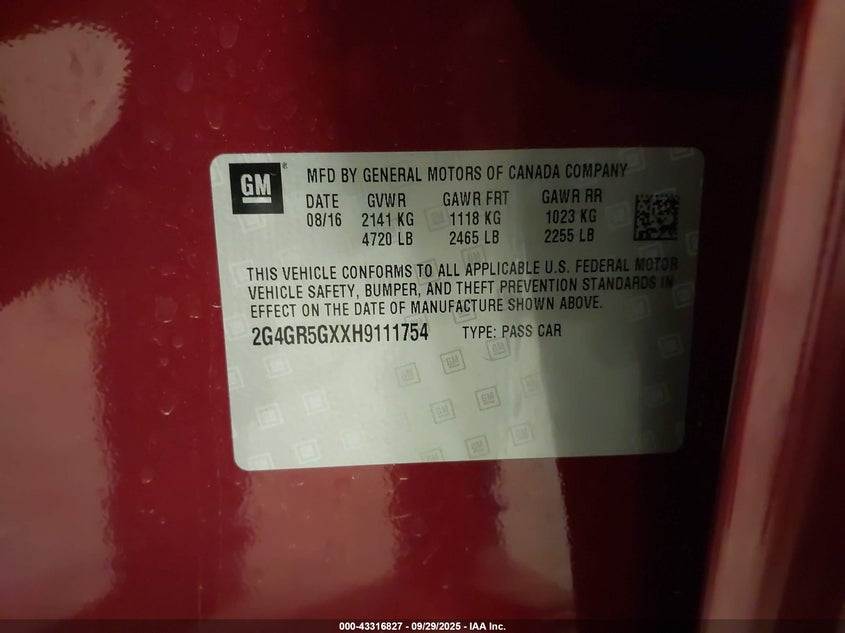 GM
MFD BY GENERAL MOTORS OF CANADA COMPANY
DATE GVWR GAWR FRT GAWR RR
08/16 2141 KG 1118 KG 1023 KG
4720 LB 2465 LB 2255 LB
THIS VEHICLE CONFORMS TO ALL APPLICABLE U.S. FEDERAL MOTOR
VEHICLE SAFETY, BUMPER, AND THEFT PREVENTION STANDARDS IN
EFFECT ON THE DATE OF MANUFACTURE SHOWN ABOVE.
2G4GR5GXXH9111754 TYPE: PASS CAR
000-43316827 - 09/29/2025 - IAA Inc.